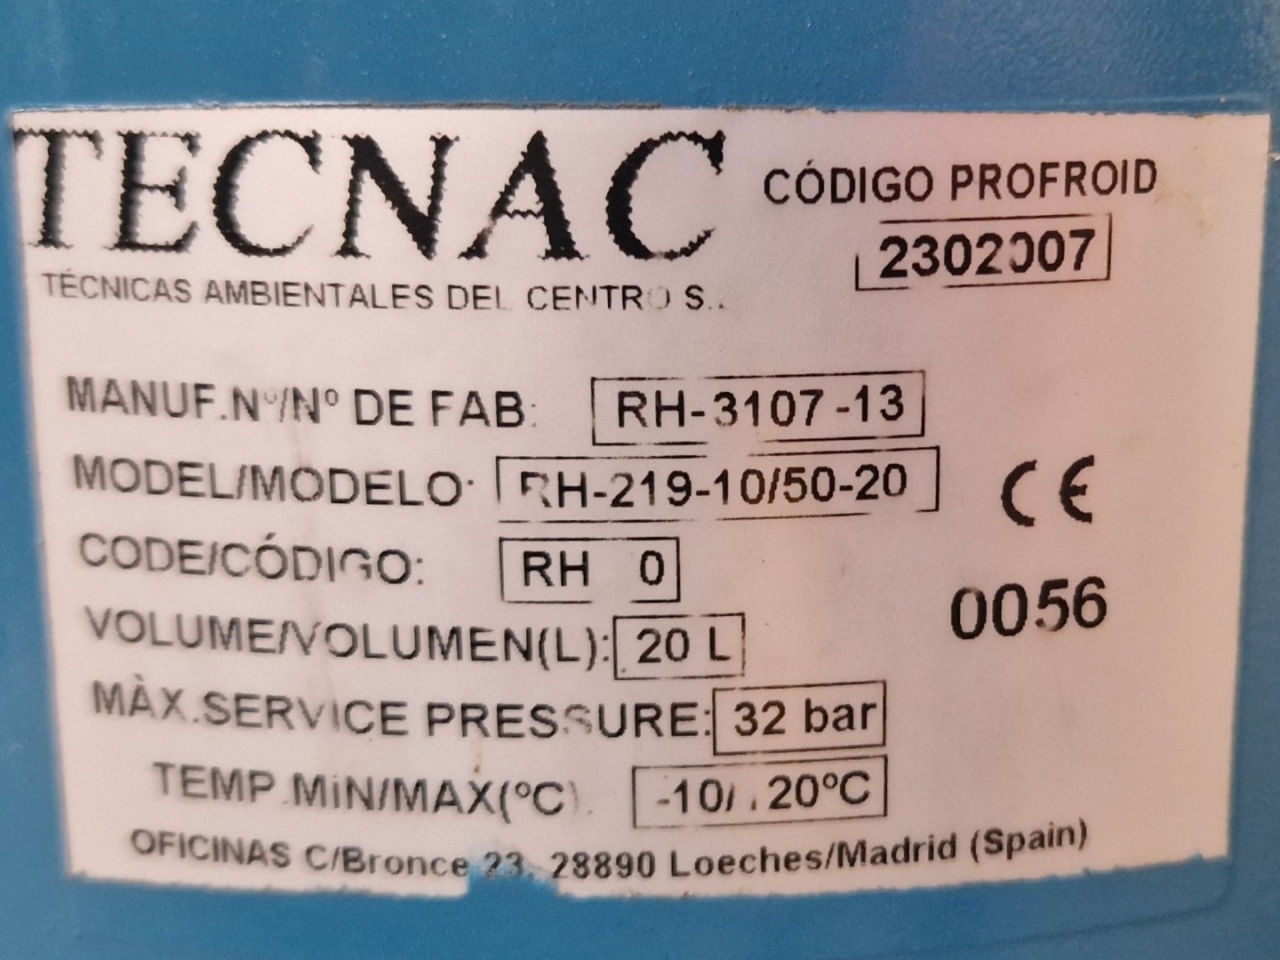 TECNAC
CÓDIGO PROFROID
2302007
TÉCNICAS AMBIENTALES DEL CENTRO
MANUF.Nº/Nº DE FAB: RH-3107-13
MODEL/MODELO: RH-219-10/50-20
CODE/CÓDIGO: RH 0
CE
VOLUME/VOLUMEN(L): 20 L
0056
MÀX.SERVICE PRESSURE: 32 bar
TEMP.MiN/MAX(ºC).
OFICINAS C/Bronce 23, 28890 Loeches/Madrid (Spain)